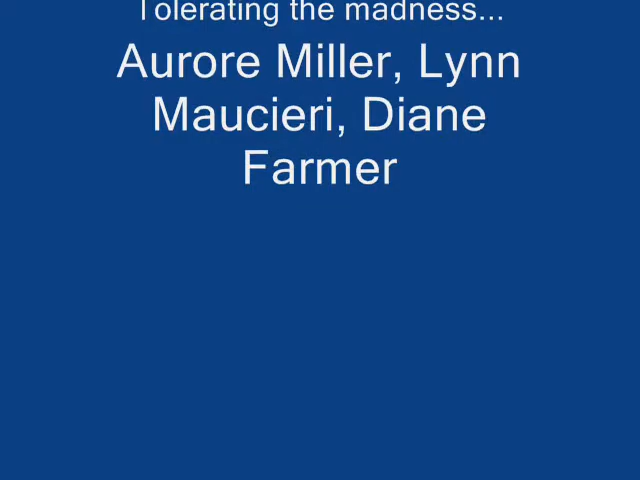 Tolerating the madness...
Aurore Miller, Lynn
Maucieri, Diane
Farmer